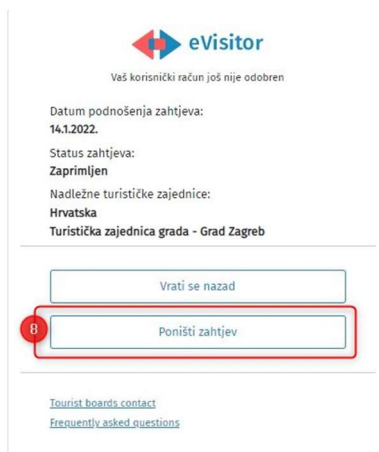 eVisitor
Vaš korisnički račun još nije odobren
Datum podnošenja zahtjeva:
14.1.2022.
Status zahtjeva:
Zaprimljen
Nadležne turističke zajednice:
Hrvatska
Turistička zajednica grada - Grad Zagreb
Vrati se nazad
8
Poništi zahtjev
Tourist boards contact
Frequently asked questions